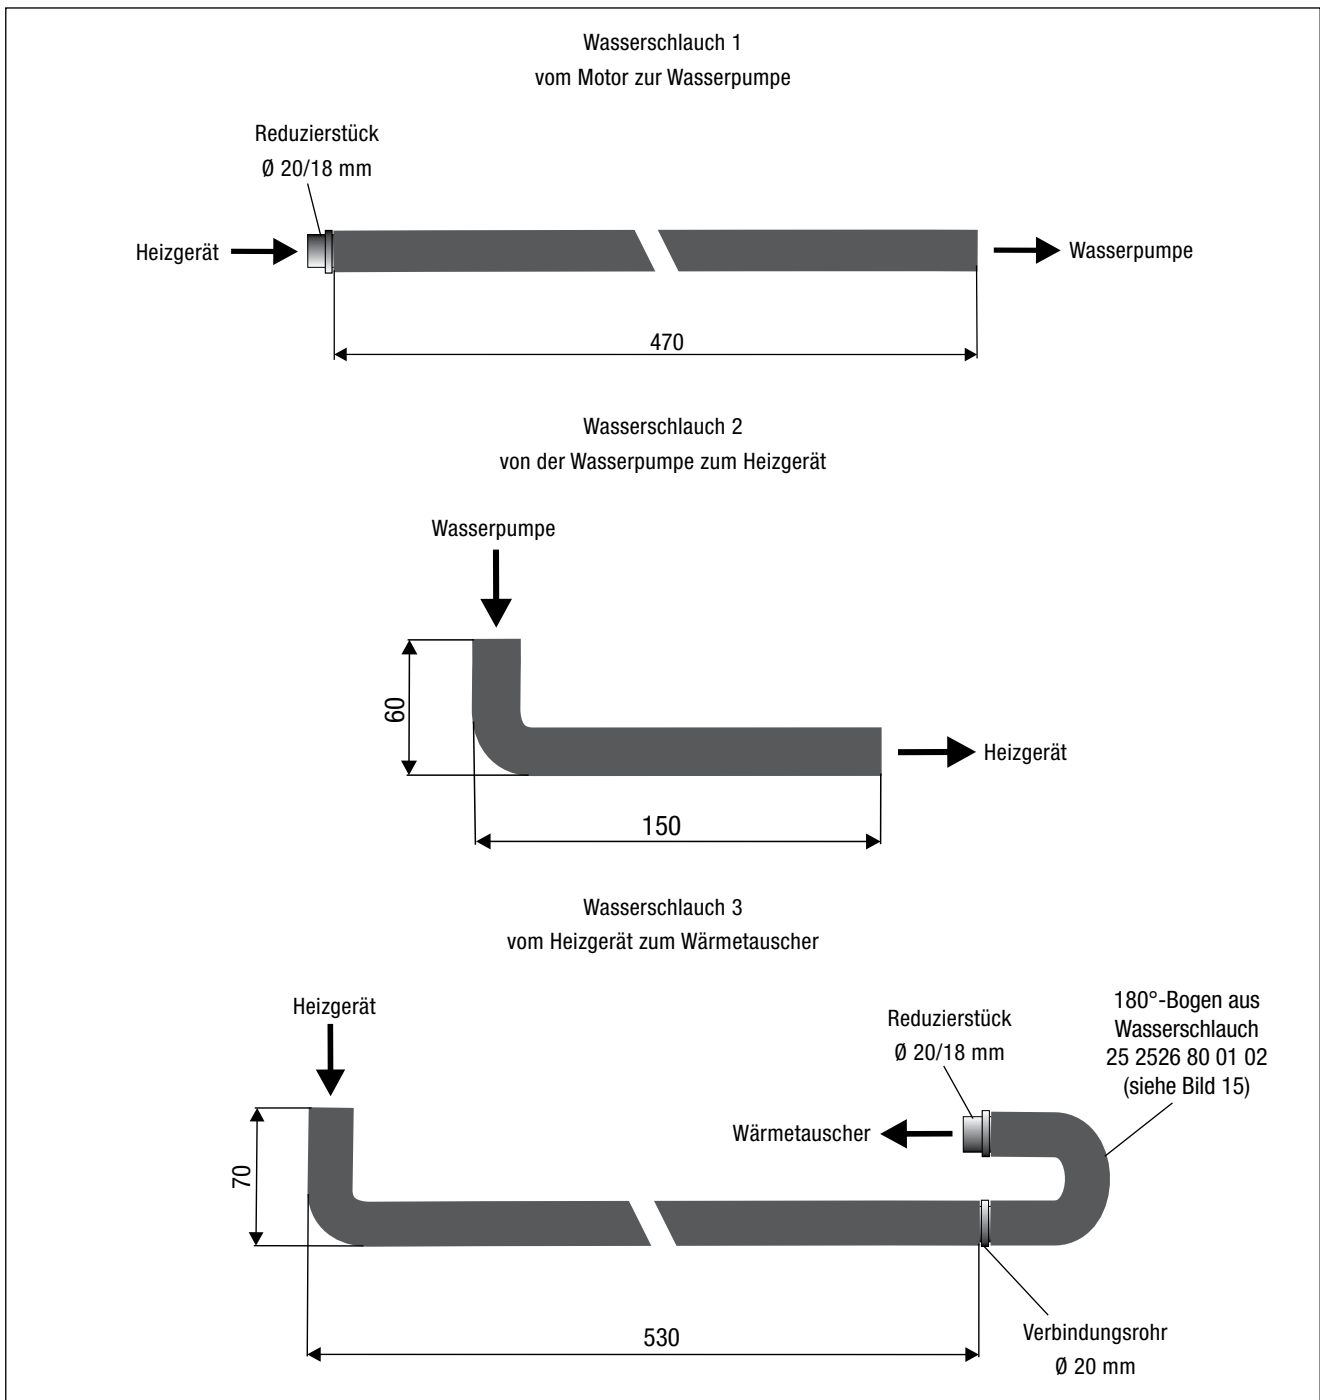 Wasserschlauch 1
vom Motor zur Wasserpumpe
Reduzierstück
Ø 20/18 mm
Heizgerät
Wasserpumpe
470
Wasserschlauch 2
von der Wasserpumpe zum Heizgerät
Wasserpumpe
60
Heizgerät
150
Wasserschlauch 3
vom Heizgerät zum Wärmetauscher
Heizgerät
Reduzierstück
Ø 20/18 mm
180°-Bogen aus
Wasserschlauch
25 2526 80 01 02
(siehe Bild 15)
Wärmetauscher
70
530
Verbindungsrohr
Ø 20 mm